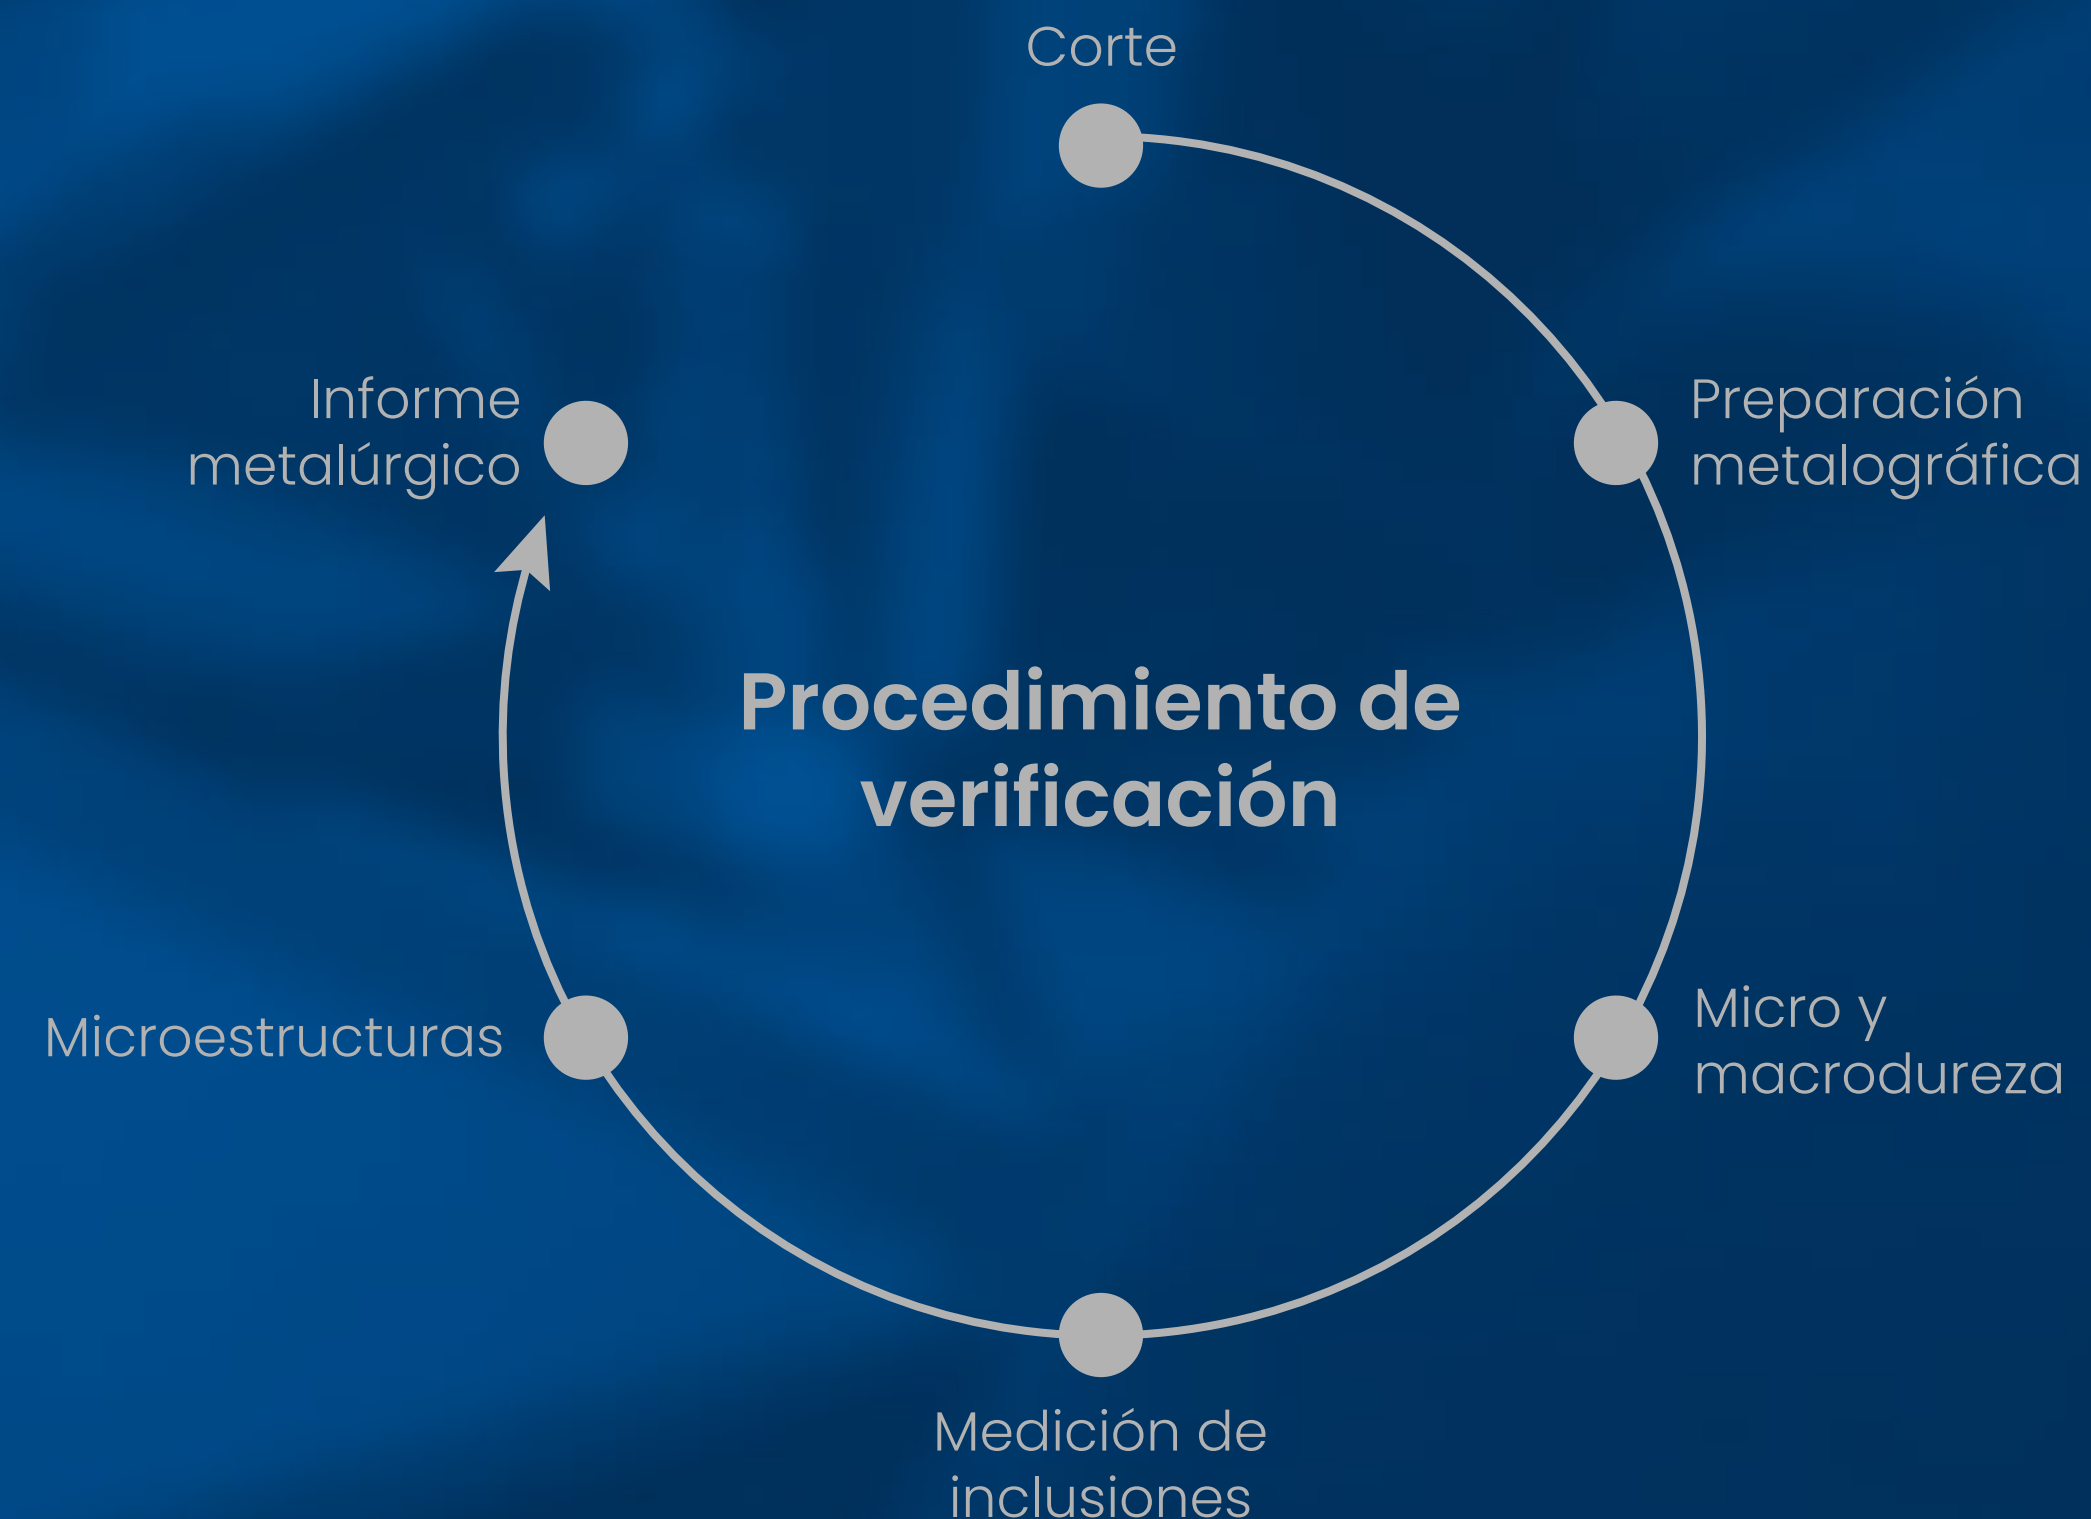 Corte
Preparación
metalográfica
Micro y
macrodureza
Medición de
inclusiones
Microestructuras
Informe
metalúrgico
Procedimiento de
verificación